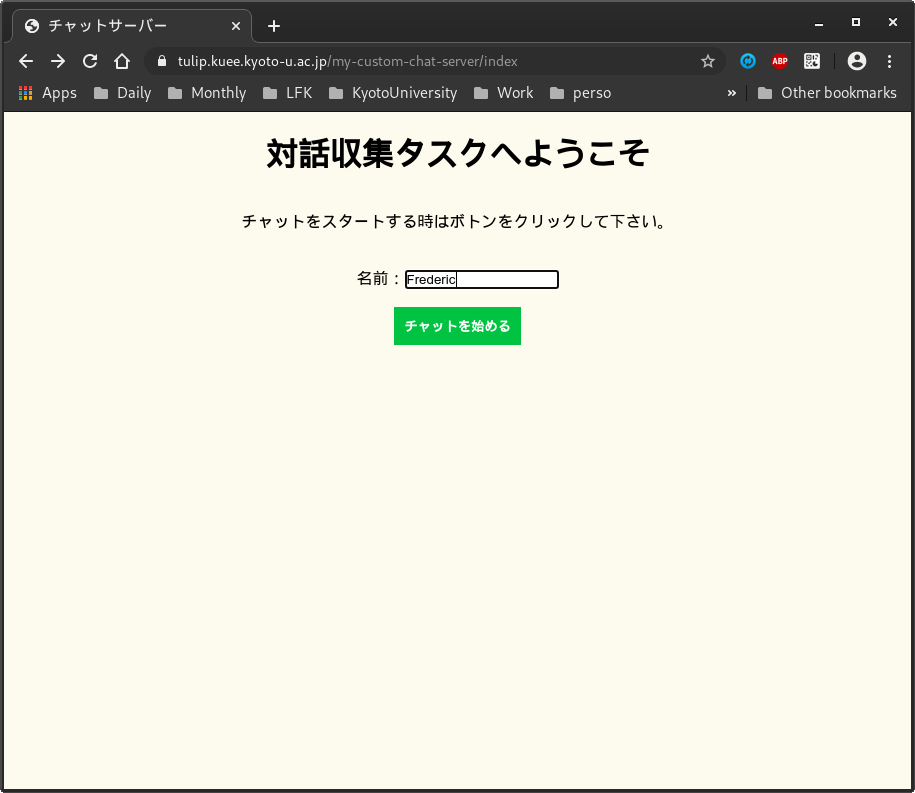 チャットサーバー
tulip.kuee.kyoto-u.ac.jp/my-custom-chat-server/index
ABP
Apps Daily Monthly LFK KyotoUniversity Work perso » Other bookmarks
対話収集タスクへようこそ
チャットをスタートする時はボトンをクリックして下さい。
名前：Frederic
チャットを始める